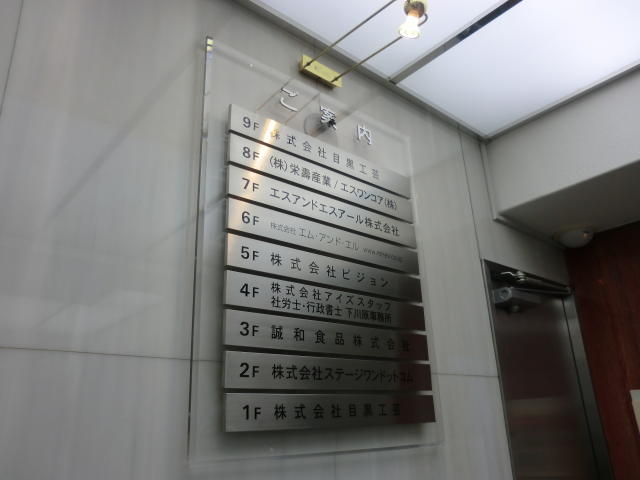 ご案内
9F 株式会社目黒工芸
8F (株)栄壽産業/エスワンコア(株)
7F エスアンドエスアール株式会社
6F 株式会社 エム・アンド・エル
5F 株式会社ビジョン
4F 株式会社アイズスタッフ
社労士・行政書士 下川原事務所
3F 誠和食品株式会社
2F 株式会社ステージワンドットコム
1F 株式会社目黒工芸